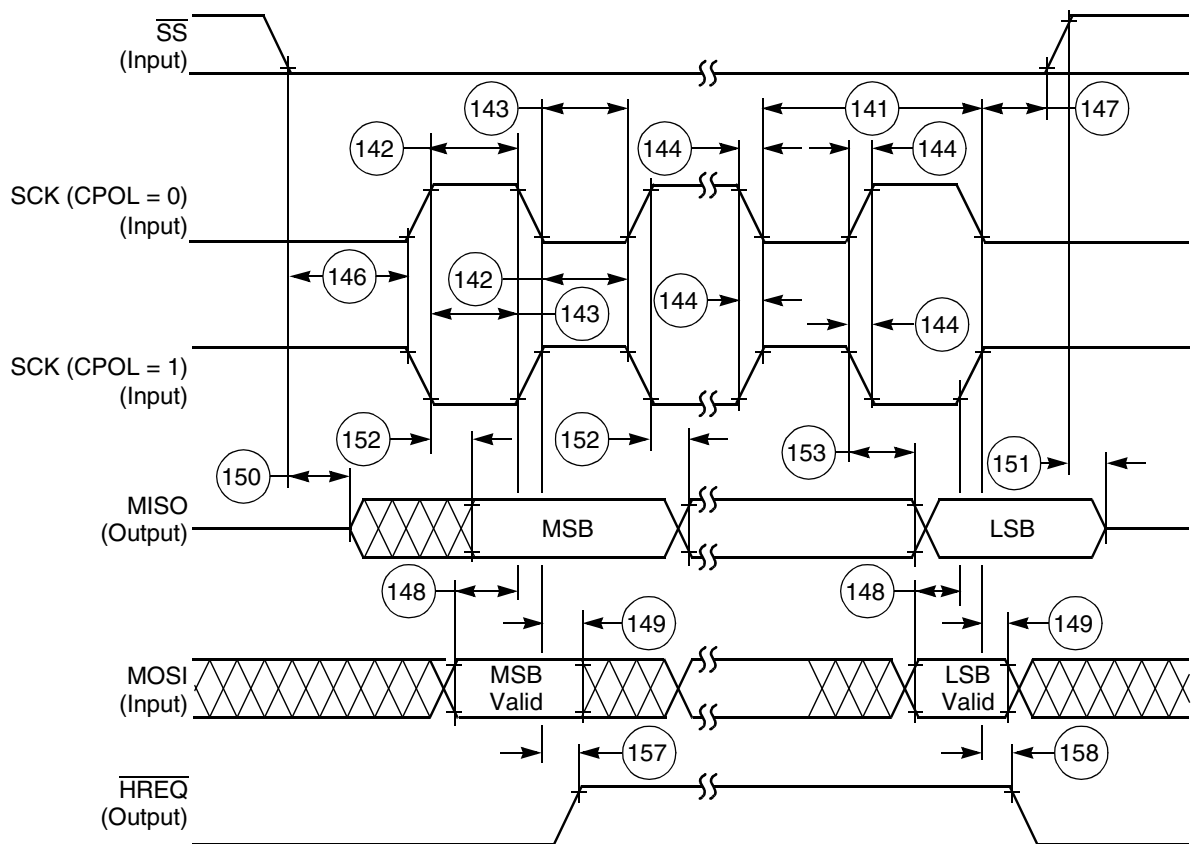 SS
(Input)
143
141
147
142
144
144
SCK (CPOL = 0)
(Input)
146
142
144
143
144
SCK (CPOL = 1)
(Input)
152
152
153
150
151
MISO
(Output)
MSB
LSB
148
148
149
149
MOSI
(Input)
MSB
Valid
LSB
Valid
157
158
HREQ
(Output)